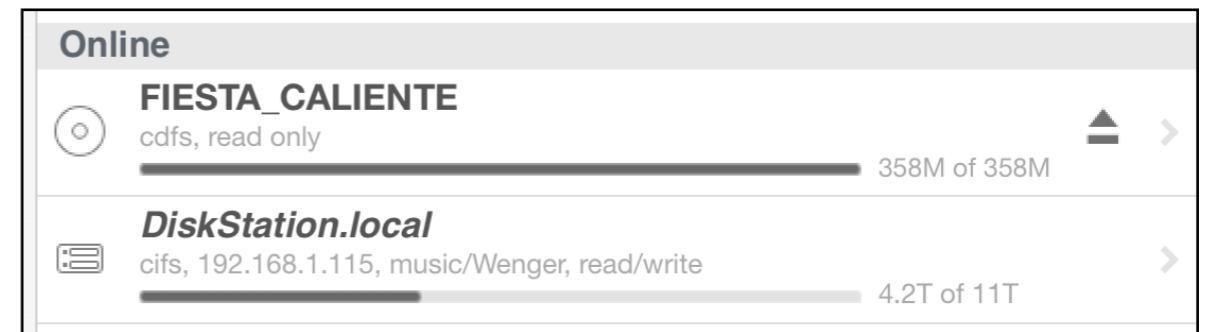 Online
FIESTA_CALIENTE
cdfs, read only
358M of 358M
DiskStation.local
cifs, 192.168.1.115, music/Wenger, read/write
4.2T of 11T